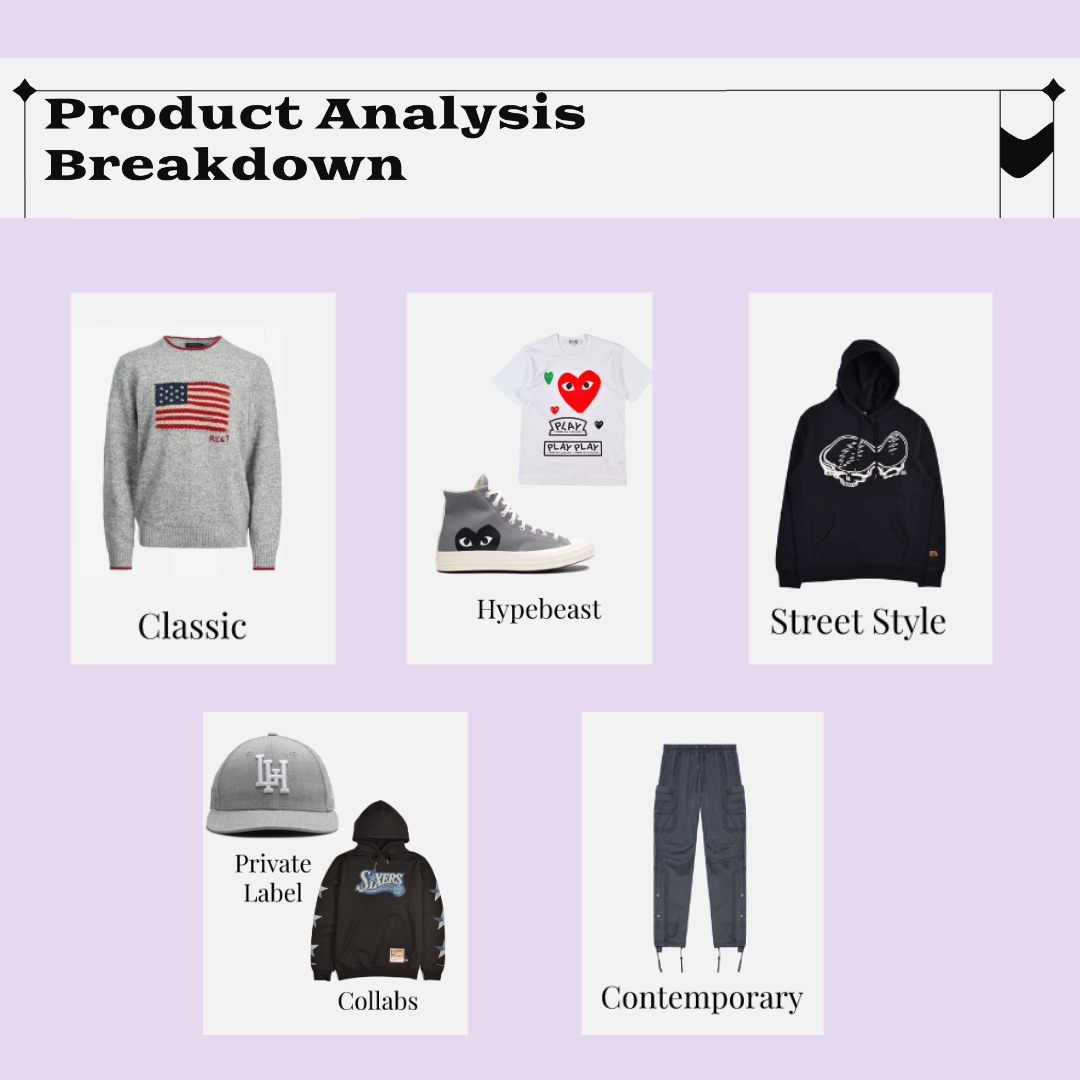 Product Analysis
Breakdown
PLAY
PLAY PLAY
Classic
Hypebeast
Street Style
LH
Private
Label
SIXERS
Collabs
Contemporary